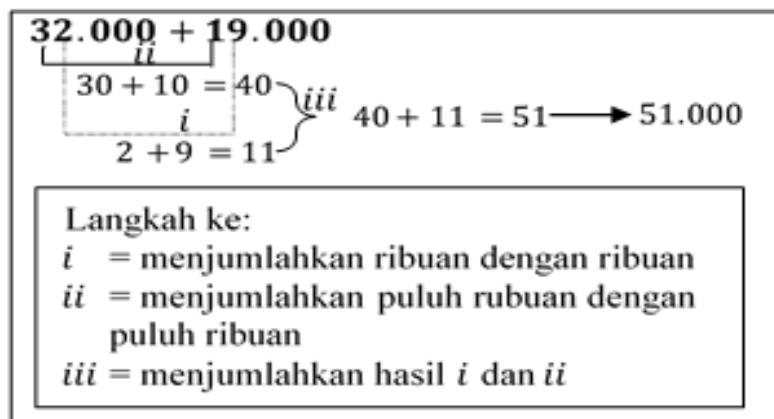 32.000 + 19.000
ii
30 + 10 = 40
iii
40 + 11 = 51 → 51.000
i
2 + 9 = 11
Langkah ke:
i = menjumlahkan ribuan dengan ribuan
ii = menjumlahkan puluh rubuan dengan
puluh ribuan
iii = menjumlahkan hasil i dan ii